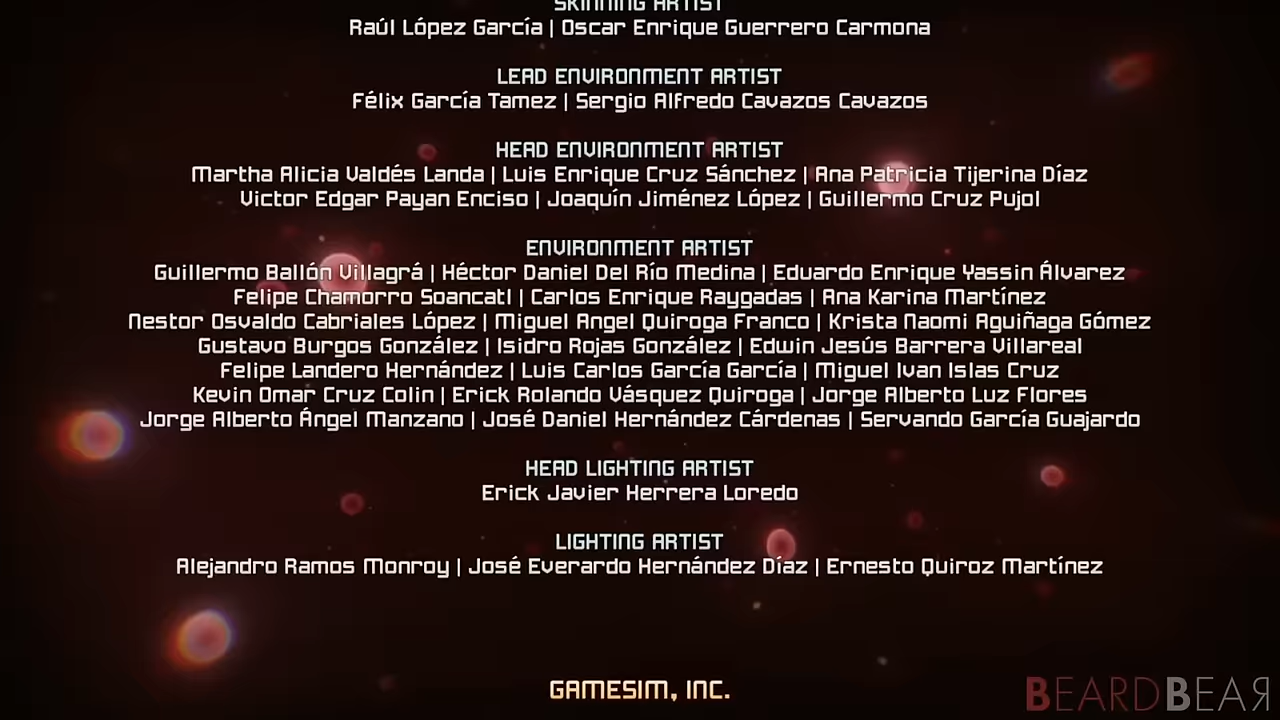 SKINNING ARTIST
Raúl López García | Oscar Enrique Guerrero Carmona
LEAD ENVIRONMENT ARTIST
Félix García Tamez | Sergio Alfredo Cavazos Cavazos
HEAD ENVIRONMENT ARTIST
Martha Alicia Valdés Landa | Luis Enrique Cruz Sánchez | Ana Patricia Tijerina Díaz
Victor Edgar Payan Enciso | Joaquín Jiménez López | Guillermo Cruz Pujol
ENVIRONMENT ARTIST
Guillermo Ballón Villagrá | Héctor Daniel Del Río Medina | Eduardo Enrique Yassin Álvarez
Felipe Chamorro Soancatl | Carlos Enrique Raygadas | Ana Karina Martínez
Nestor Osvaldo Cabriales López | Miguel Angel Quiroga Franco | Krista Naomi Aguiñaga Gómez
Gustavo Burgos González | Isidro Rojas González | Edwin Jesús Barrera Villareal
Felipe Landero Hernández | Luis Carlos García García | Miguel Ivan Islas Cruz
Kevin Omar Cruz Colin | Erick Rolando Vásquez Quiroga | Jorge Alberto Luz Flores
Jorge Alberto Ángel Manzano | José Daniel Hernández Cárdenas | Servando García Guajardo
HEAD LIGHTING ARTIST
Erick Javier Herrera Loredo
LIGHTING ARTIST
Alejandro Ramos Monroy | José Everardo Hernández Díaz | Ernesto Quiroz Martínez
GAMESIM, INC.
BEARDBEAR